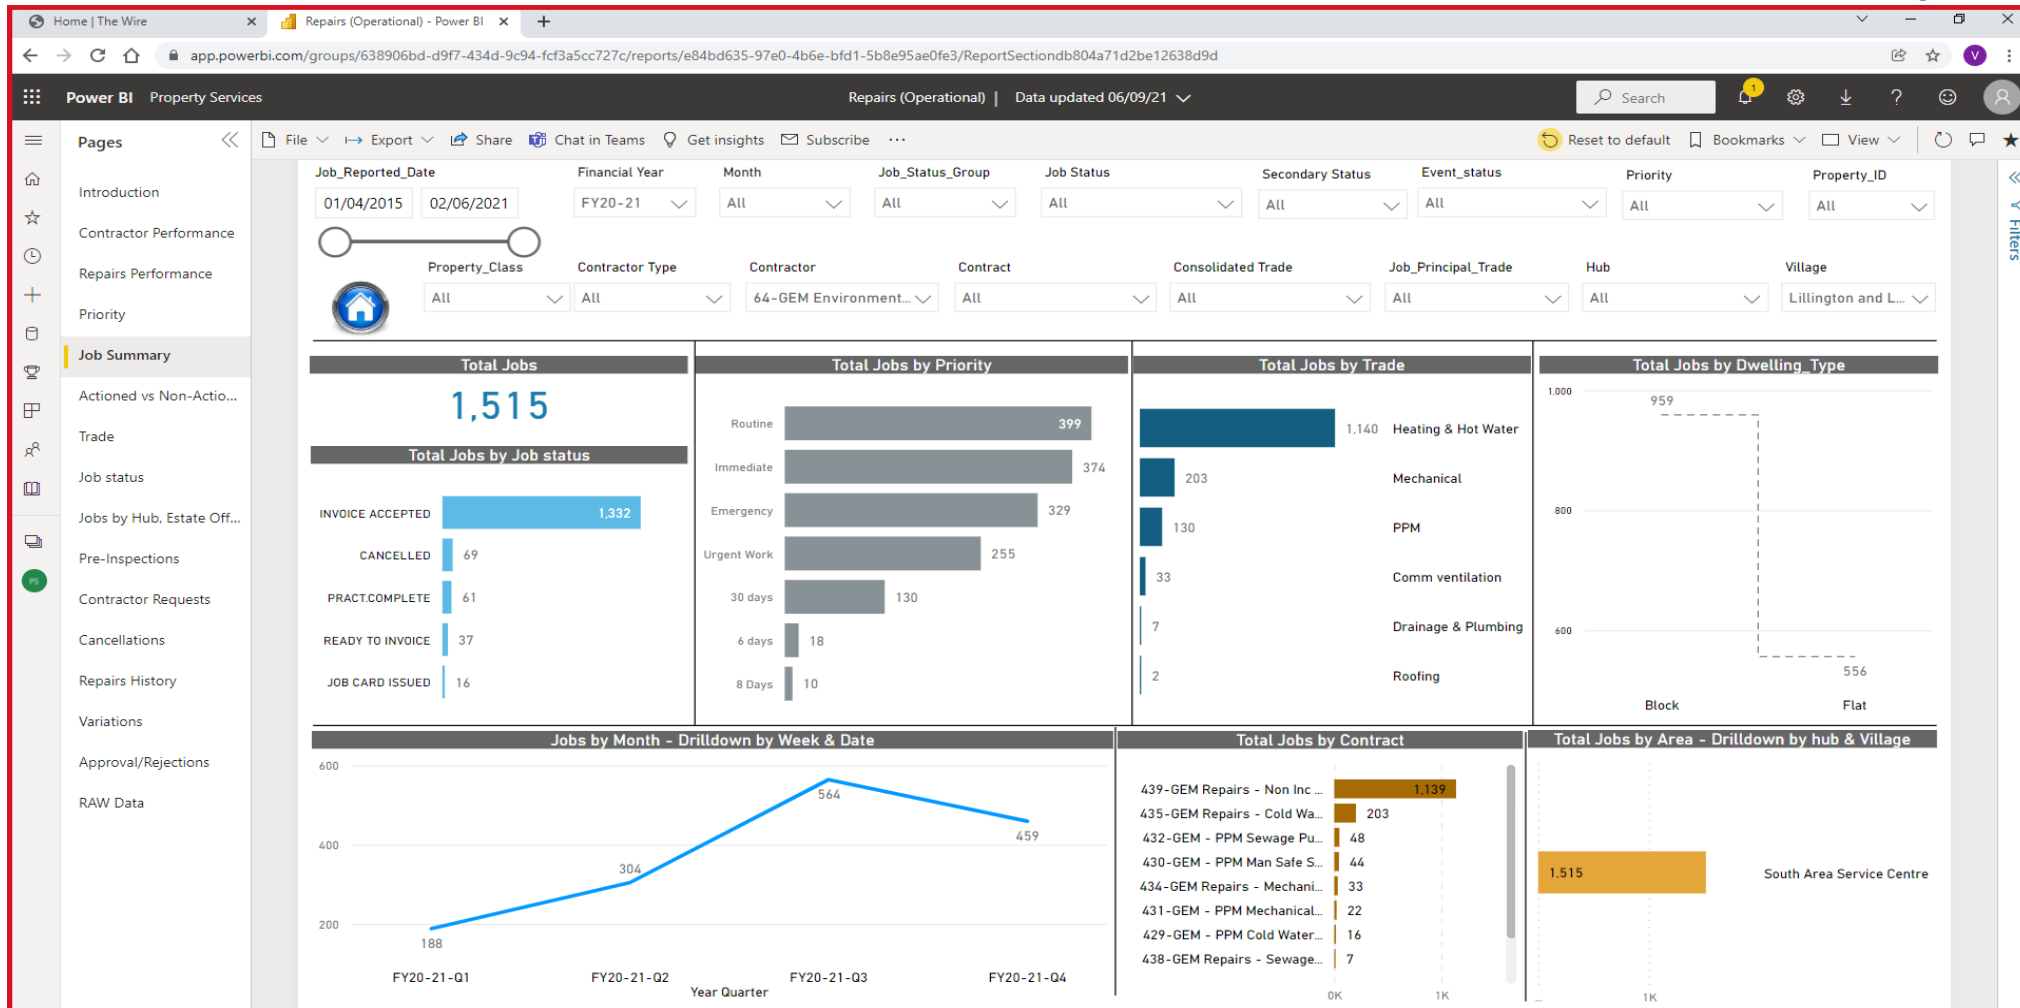 Home | The Wire
Repairs (Operational) - Power BI
app.powerbi.com/groups/638906bd-d9f7-434d-9c94-fcf3a5cc727c/reports/e84bd635-97e0-4b6e-bfd1-5b8e95ae0fe3/ReportSectiondb804a71d2be12638d9d
V
Power BI Property Services
Repairs (Operational) | Data updated 06/09/21
Search
1
Pages
File Export Share Chat in Teams Get insights Subscribe ...
Reset to default Bookmarks View
Introduction
Contractor Performance
Repairs Performance
Priority
Job Summary
Actioned vs Non-Actio...
Trade
Job status
Jobs by Hub, Estate Off...
Pre-Inspections
Contractor Requests
Cancellations
Repairs History
Variations
Approval/Rejections
RAW Data
PS
Filters
Job_Reported_Date Financial Year Month Job_Status_Group Job Status Secondary Status Event_status Priority Property_ID
01/04/2015 02/06/2021 FY20-21 All All All All All All All
Property_Class Contractor Type Contractor Contract Consolidated Trade Job_Principal_Trade Hub Village
All All 64-GEM Environment... All All All All Lillington and L...
Total Jobs
1,515
Total Jobs by Job status
INVOICE ACCEPTED 1,332
CANCELLED 69
PRACT.COMPLETE 61
READY TO INVOICE 37
JOB CARD ISSUED 16
Total Jobs by Priority
Routine 399
Immediate 374
Emergency 329
Urgent Work 255
30 days 130
6 days 18
8 Days 10
Total Jobs by Trade
1,140 Heating & Hot Water
203 Mechanical
130 PPM
33 Comm ventilation
7 Drainage & Plumbing
2 Roofing
Total Jobs by Dwelling_Type
1,000
959
800
600
556
Block Flat
Jobs by Month - Drilldown by Week & Date
600
564
459
400
304
200
188
FY20-21-Q1 FY20-21-Q2 FY20-21-Q3 FY20-21-Q4
Year Quarter
Total Jobs by Contract
439-GEM Repairs - Non Inc ... 1,139
435-GEM Repairs - Cold Wa... 203
432-GEM - PPM Sewage Pu... 48
430-GEM - PPM Man Safe S... 44
434-GEM Repairs - Mechani... 33
431-GEM - PPM Mechanical... 22
429-GEM - PPM Cold Water... 16
438-GEM Repairs - Sewage... 7
0K 1K
Total Jobs by Area - Drilldown by hub & Village
1,515 South Area Service Centre
1K